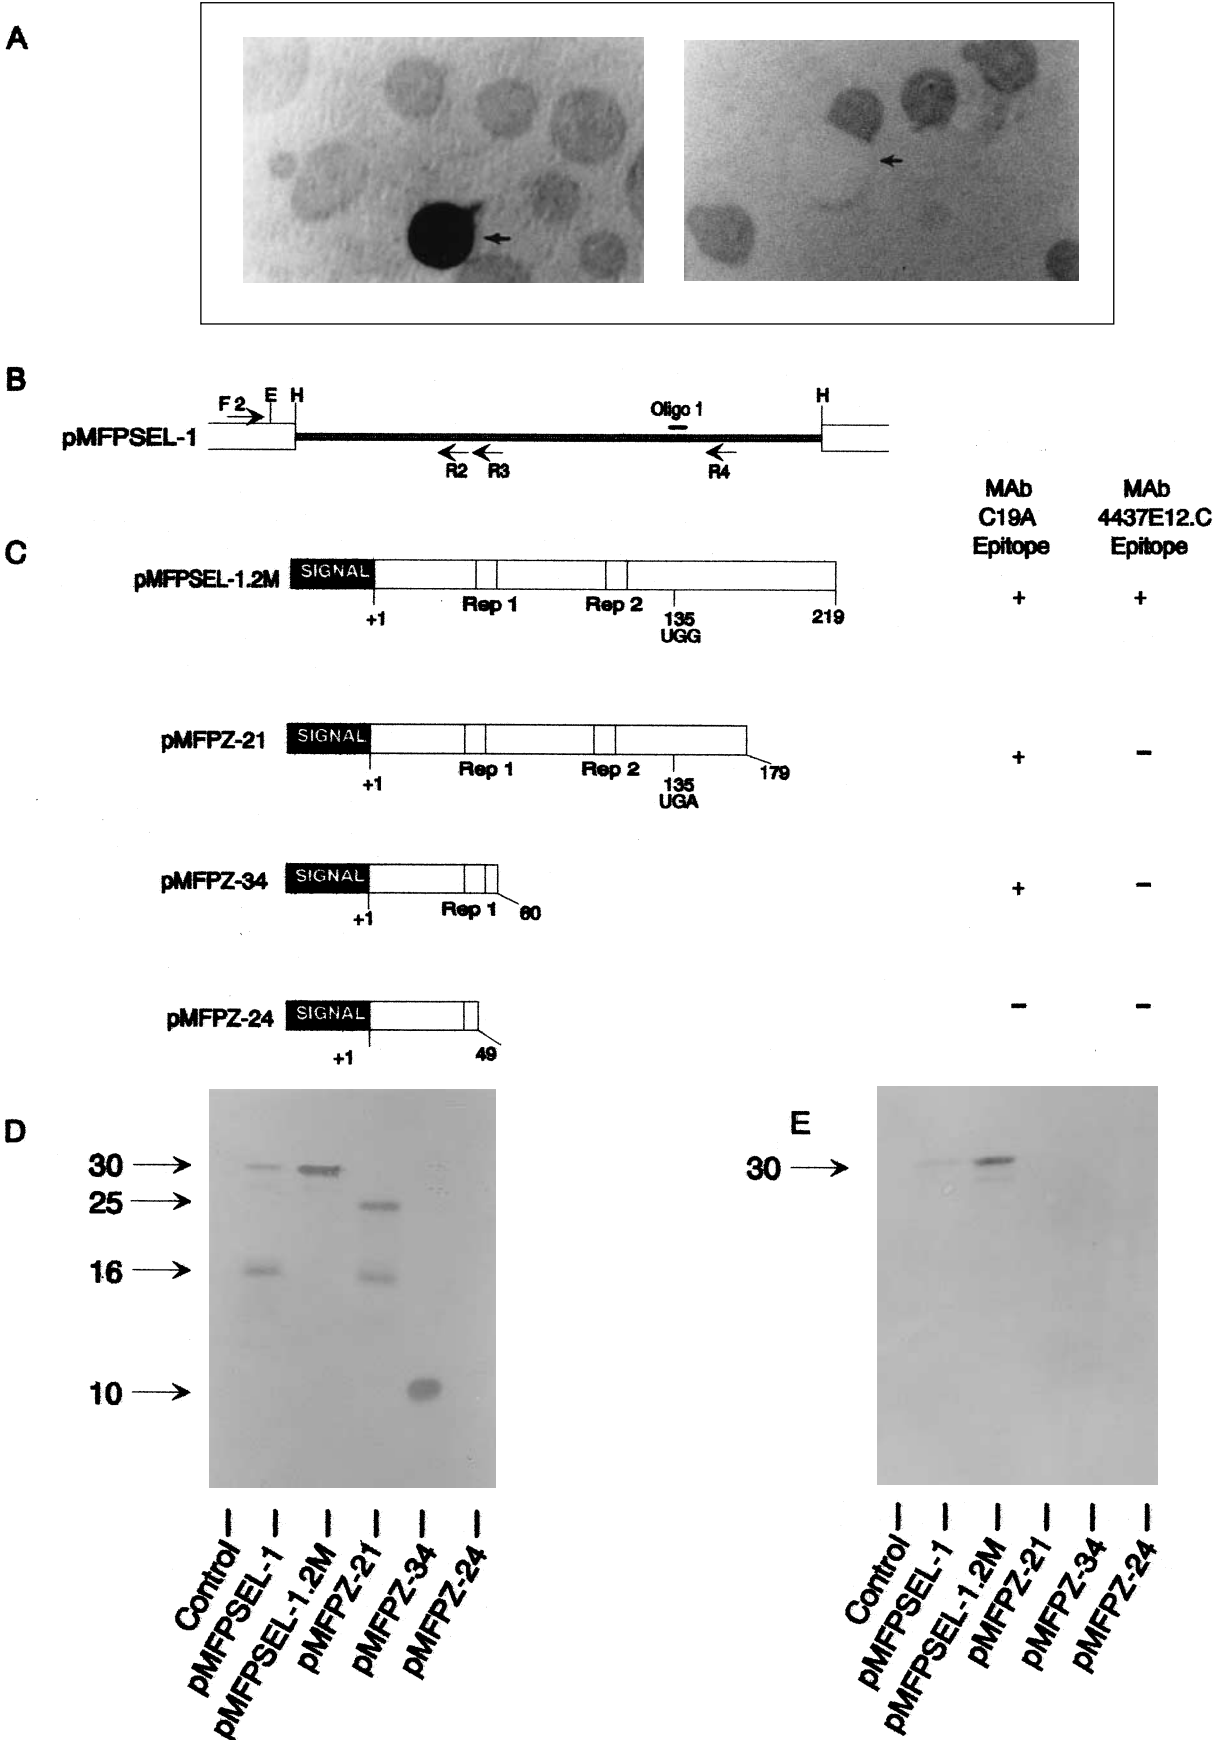 A
B
F 2
E
H
H
Oligo 1
pMFPSEL-1
R2
R3
R4
MAb
C19A
Epitope
MAb
4437E12.C
Epitope
C
pMFPSEL-1.2M
SIGNAL
Rep 1
Rep 2
+1
135
UGG
219
+
+
pMFPZ-21
SIGNAL
Rep 1
Rep 2
+1
135
UGA
179
+
−
pMFPZ-34
SIGNAL
Rep 1
+1
60
+
−
pMFPZ-24
SIGNAL
+1
49
−
−
D
30
25
16
10
Control
pMFPSEL-1
pMFPSEL-1.2M
pMFPZ-21
pMFPZ-34
pMFPZ-24
E
30
Control
pMFPSEL-1
pMFPSEL-1.2M
pMFPZ-21
pMFPZ-34
pMFPZ-24